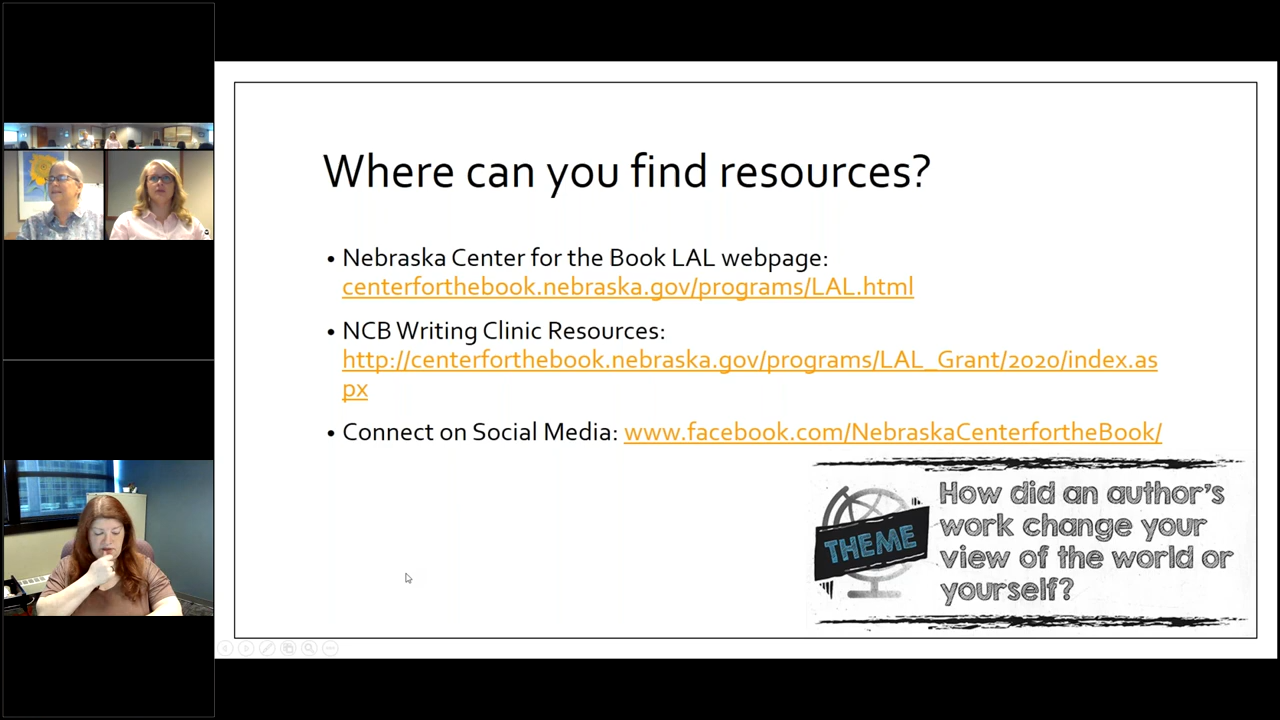 Where can you find resources?
• Nebraska Center for the Book LAL webpage:
centerforthebook.nebraska.gov/programs/LAL.html
• NCB Writing Clinic Resources:
http://centerforthebook.nebraska.gov/programs/LAL_Grant/2020/index.as
px
• Connect on Social Media: www.facebook.com/NebraskaCenterfortheBook/
THEME
How did an author's
work change your
view of the world or
yourself?